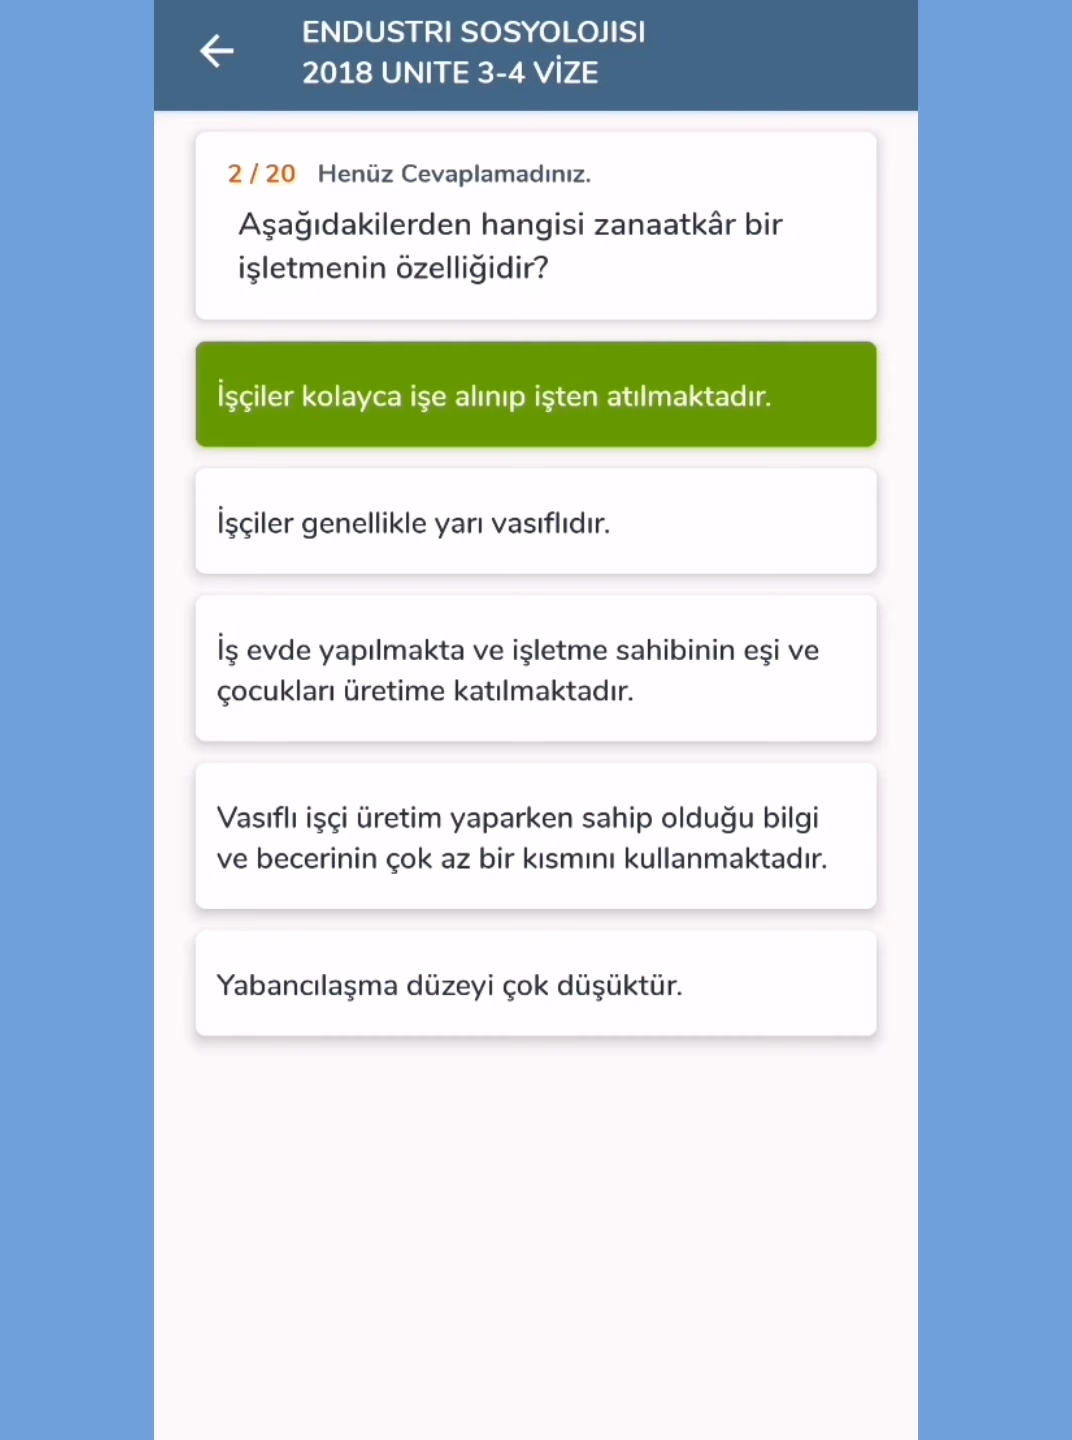 ENDUSTRI SOSYOLOJISI
2018 UNITE 3-4 VİZE
2 / 20 Henüz Cevaplamadınız.
Aşağıdakilerden hangisi zanaatkâr bir
işletmenin özelliğidir?
İşçiler kolayca işe alınıp işten atılmaktadır.
İşçiler genellikle yarı vasıflıdır.
İş evde yapılmakta ve işletme sahibinin eşi ve
çocukları üretime katılmaktadır.
Vasıflı işçi üretim yaparken sahip olduğu bilgi
ve becerinin çok az bir kısmını kullanmaktadır.
Yabancılaşma düzeyi çok düşüktür.